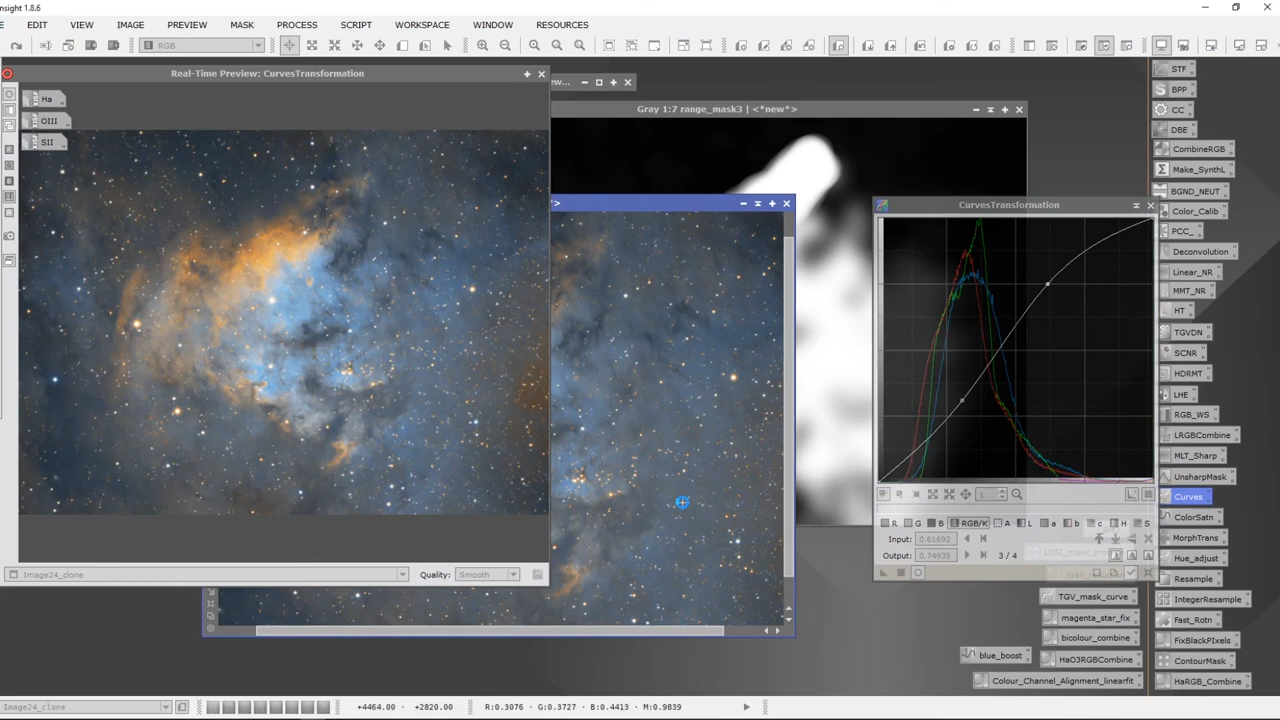 nsight 1.8.6
E EDIT VIEW IMAGE PREVIEW MASK PROCESS SCRIPT WORKSPACE WINDOW RESOURCES
RGB
Real-Time Preview: CurvesTransformation
Ha
OIII
SII
w...
Gray 1:7 range_mask3 | <*new*>
*>
CurvesTransformation
1
R G B RGB/K A L a b c H S
Input: 0.61692
Output: 0.74935 3 / 4
Image24_clone
Quality: Smooth
STF
BPP
CC
DBE
CombineRGB
Make_SynthL
BGND_NEUT
Color_Calib
PCC_
Deconvolution
Linear_NR
MMT_NR
HT
TGVDN
SCNR
HDRMT
LHE
RGB_WS
LRGBCombine
MLT_Sharp
UnsharpMask
Curves
ColorSatn
MorphTrans
Hue_adjust
Resample
IntegerResample
Fast_Rotn
FixBlackPIxels
ContourMask
HaRGB_Combine
TGV_mask_curve
magenta_star_fix
bicolour_combine
blue_boost
HaO3RGBCombine
Colour_Channel_Alignment_linearfit
Image24_clone
+4464.00 · +2820.00 R:0.3076 G:0.3727 B:0.4413 M:0.9839